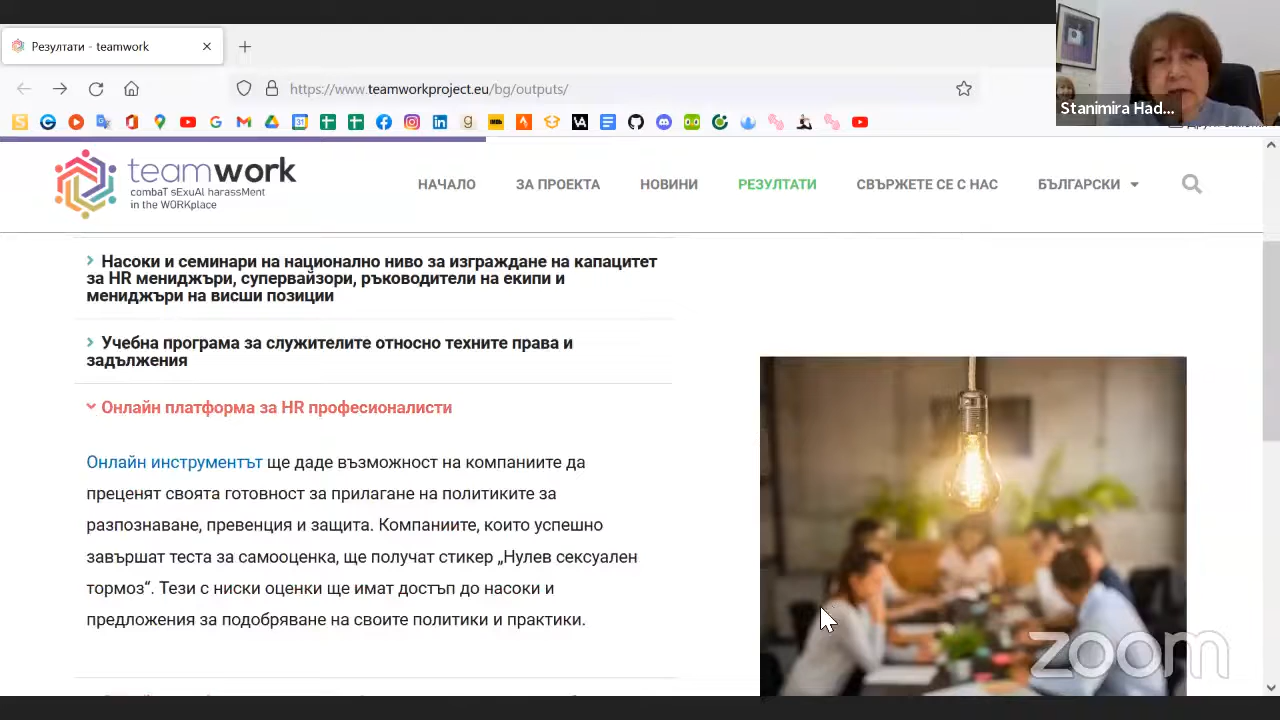 Резултати - teamwork
https://www.teamworkproject.eu/bg/outputs/
Stanimira Had...
teamwork
combaT sExuAl harassMent
in the WORKplace
НАЧАЛО
ЗА ПРОЕКТА
НОВИНИ
РЕЗУЛТАТИ
СВЪРЖЕТЕ СЕ С НАС
БЪЛГАРСКИ
Насоки и семинари на национално ниво за изграждане на капацитет
за HR мениджъри, супервайзори, ръководители на екипи и
мениджъри на висши позиции
Учебна програма за служителите относно техните права и
задължения
Онлайн платформа за HR професионалисти
Онлайн инструментът ще даде възможност на компаниите да
преценят своята готовност за прилагане на политиките за
разпознаване, превенция и защита. Компаниите, които успешно
завършат теста за самооценка, ще получат стикер „Нулев сексуален
тормоз“. Тези с ниски оценки ще имат достъп до насоки и
предложения за подобряване на своите политики и практики.
zoom